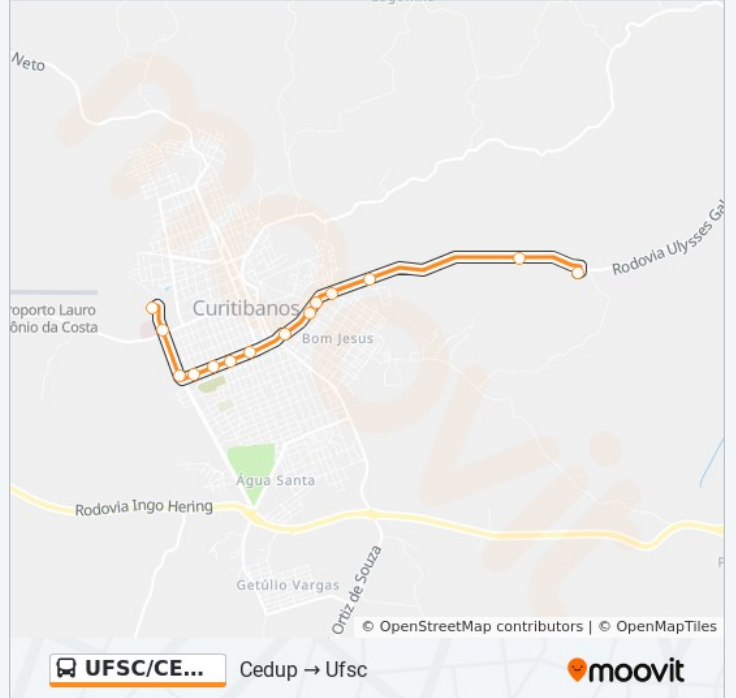 Neto
Rodovia Ulysses Ga
roporto Lauro
ônio da Costa
Curitibanos
Bom Jesus
Água Santa
Rodovia Ingo Hering
Getúlio Vargas
Ortiz de Souza
© OpenStreetMap contributors | © OpenMapTiles
UFSC/CE...
Cedup → Ufsc
moovit
moovit